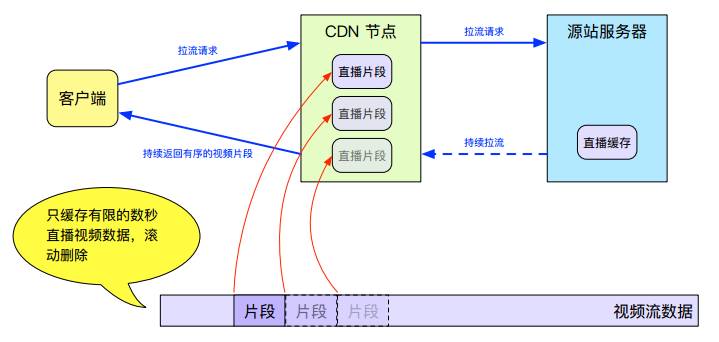 CDN 节点
源站服务器
拉流请求
拉流请求
直播片段
客户端
直播片段
直播片段
直播缓存
持续返回有序的视频片段
持续拉流
只缓存有限的数秒
直播视频数据，滚
动删除
片段
片段
片段
视频流数据